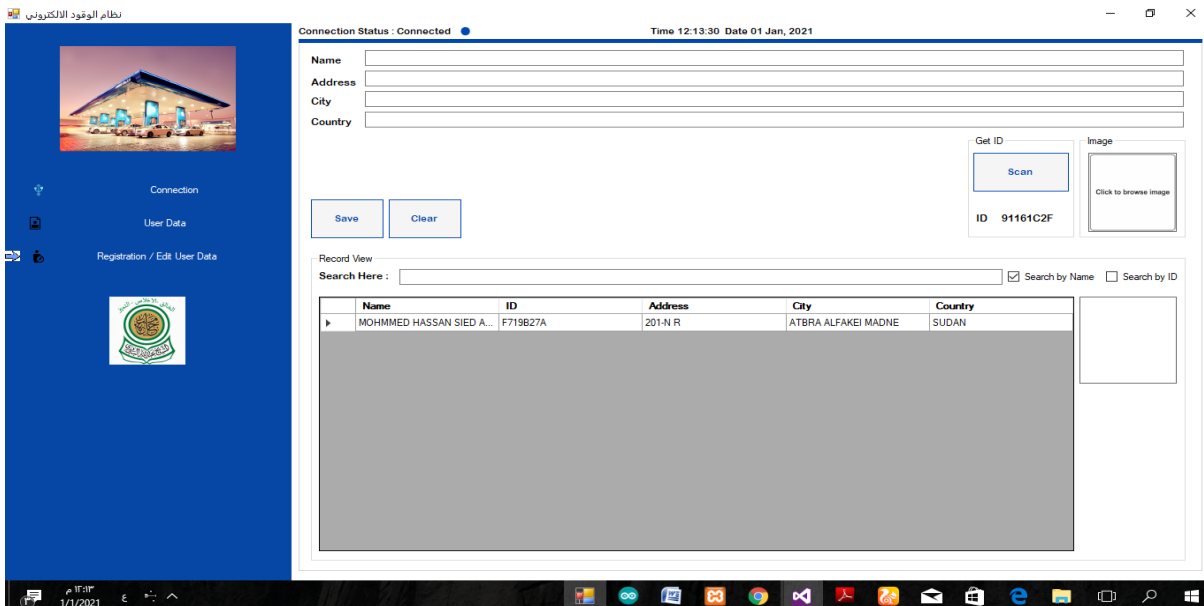 نظام الوقود الالكتروني
Connection Status : Connected
Time 12:13:30 Date 01 Jan, 2021
Name
Address
City
Country
Connection
User Data
Registration / Edit User Data
Get ID
Scan
ID 91161C2F
Image
Click to browse image
Save Clear
Record View
Search Here : Search by Name Search by ID
Name ID Address City Country
MOHMMED HASSAN SIED A... F719B27A 201-N R ATBRA ALFAKEI MADNE SUDAN
١٢:١٣ م
1/1/2021
ع